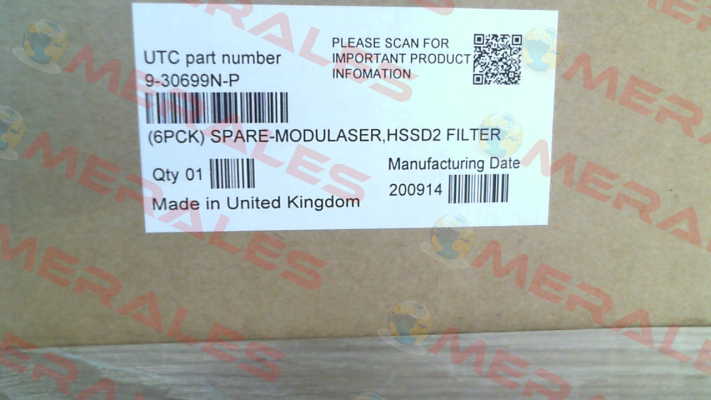 UTC part number
9-30699N-P
PLEASE SCAN FOR
IMPORTANT PRODUCT
INFOMATION
(6PCK) SPARE-MODULASER,HSSD2 FILTER
Qty 01
Manufacturing Date
200914
Made in United Kingdom
MERALES
MERALES
MERALES
MERALES
MERALES